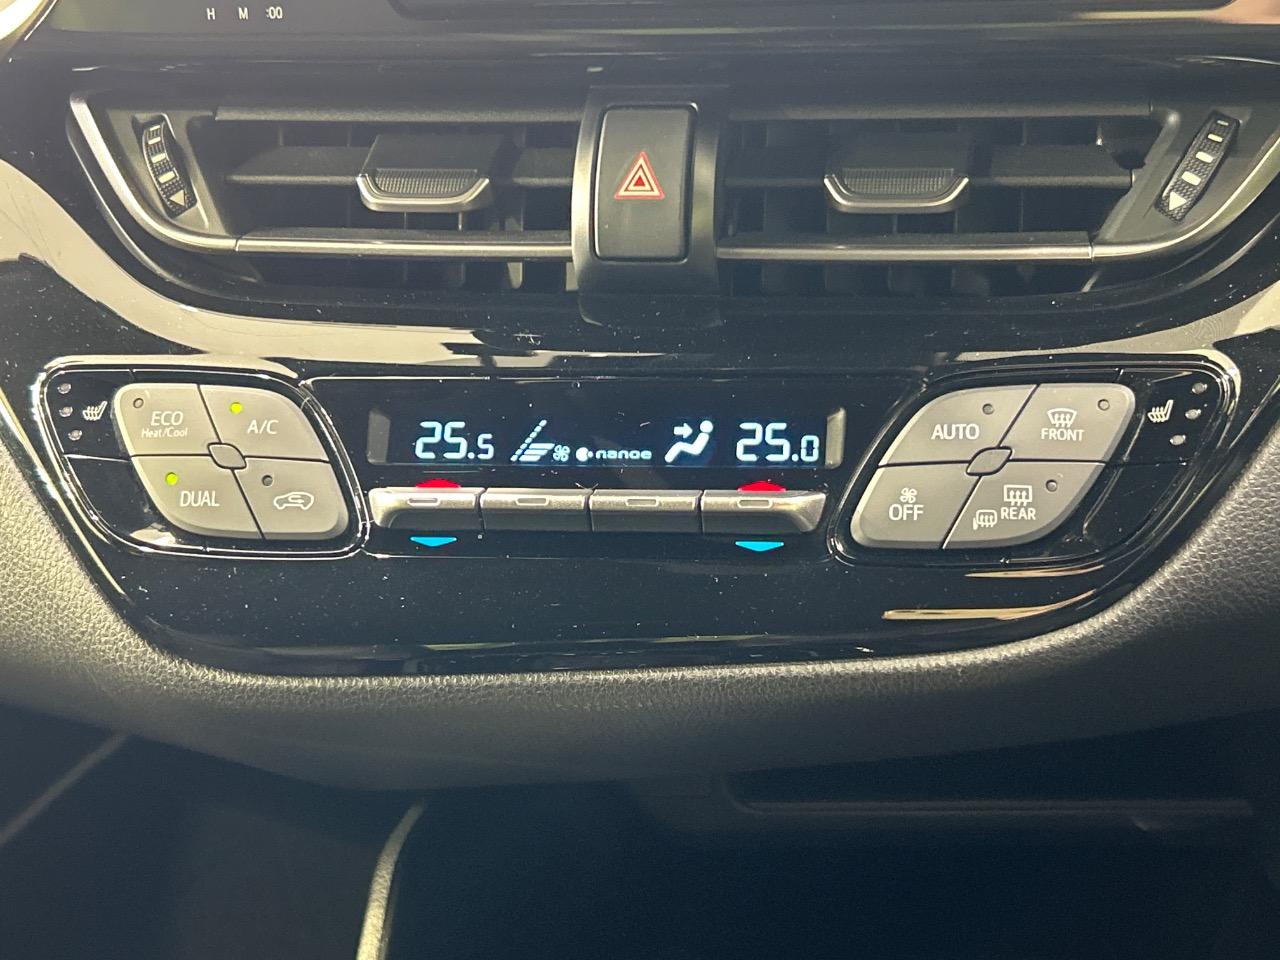 H M :00
ECO
Heat/Cool
A/C
DUAL
25.5
nanoe
25.0
AUTO
FRONT
OFF
REAR